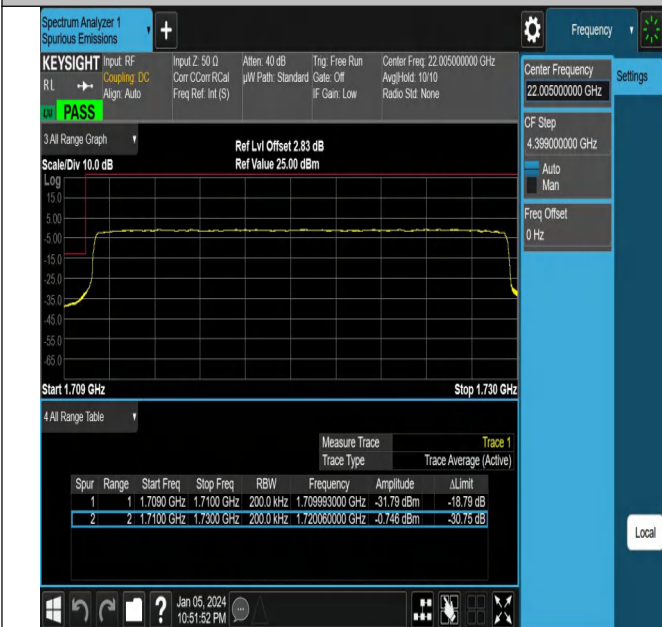 Spectrum Analyzer 1
Spurious Emissions
+
Frequency
KEYSIGHT Input: RF Input Z: 50 Ω Atten: 40 dB Trig: Free Run Center Freq: 22.005000000 GHz
RL Coupling: DC Corr CCorr RCal µW Path: Standard Gate: Off Avg|Hold: 10/10
Align: Auto Freq Ref: Int (S) IF Gain: Low Radio Std: None
PASS
Center Frequency
22.005000000 GHz
Settings
CF Step
4.399000000 GHz
Auto
Man
Freq Offset
0 Hz
3 All Range Graph
Ref Lvl Offset 2.83 dB
Scale/Div 10.0 dB Ref Value 25.00 dBm
Log
15.0
5.00
-5.00
-15.0
-25.0
-35.0
-45.0
-55.0
-65.0
Start 1.709 GHz Stop 1.730 GHz
4 All Range Table
Measure Trace Trace 1
Trace Type Trace Average (Active)
Spur Range Start Freq Stop Freq RBW Frequency Amplitude ΔLimit
1 1 1.7090 GHz 1.7100 GHz 200.0 kHz 1.709993000 GHz -31.79 dBm -18.79 dB
2 2 1.7100 GHz 1.7300 GHz 200.0 kHz 1.720060000 GHz -0.746 dBm -30.75 dB
Local
? Jan 05, 2024
10:51:52 PM